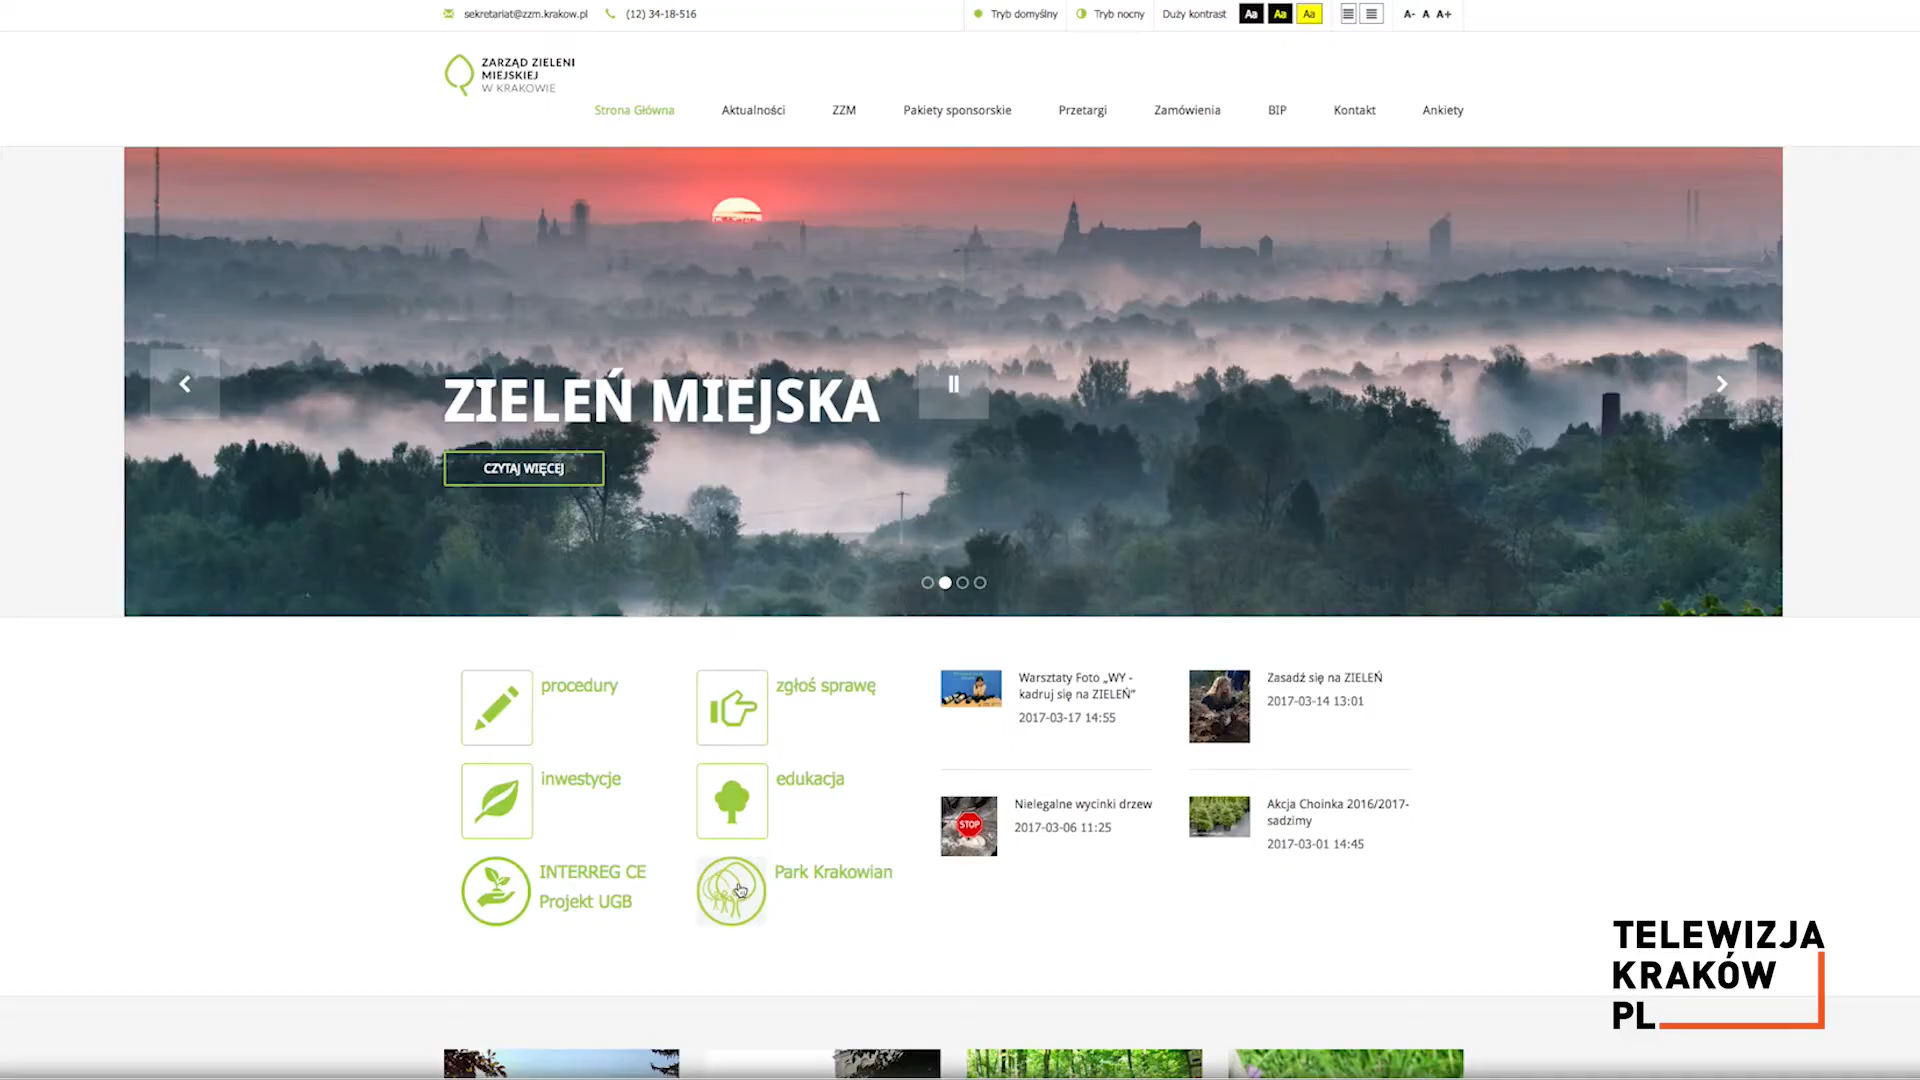 sekretariat@zzm.krakow.pl
(12) 34-18-516
Tryb domyślny
Tryb nocny
Duży kontrast
Aa
Aa
Aa
A- A A+
ZARZĄD ZIELENI
MIEJSKIEJ
W KRAKOWIE
Strona Główna
Aktualności
ZZM
Pakiety sponsorskie
Przetargi
Zamówienia
BIP
Kontakt
Ankiety
ZIELEŃ MIEJSKA
CZYTAJ WIĘCEJ
procedury
zgłoś sprawę
inwestycje
edukacja
INTERREG CE
Projekt UGB
Park Krakowian
Warsztaty Foto „WY -
kadruj się na ZIELEŃ”
2017-03-17 14:55
Zasadź się na ZIELEŃ
2017-03-14 13:01
STOP
Nielegalne wycinki drzew
2017-03-06 11:25
Akcja Choinka 2016/2017-
sadzimy
2017-03-01 14:45
TELEWIZJA
KRAKÓW
PL